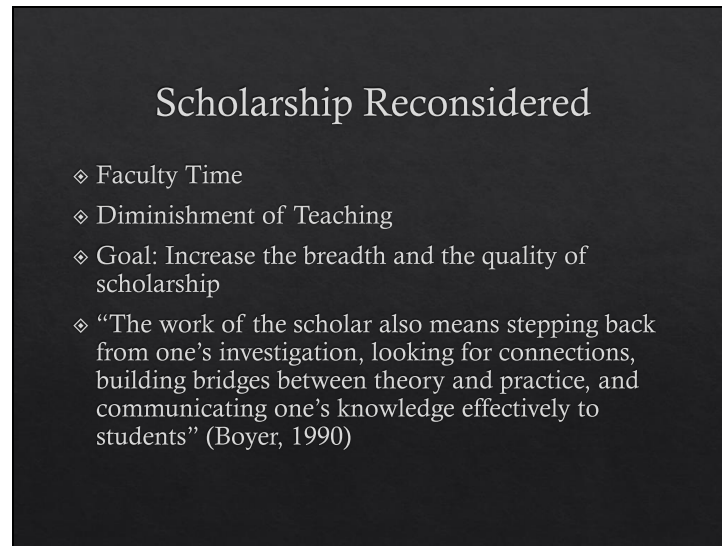 Scholarship Reconsidered
Faculty Time
Diminishment of Teaching
Goal: Increase the breadth and the quality of
scholarship
“The work of the scholar also means stepping back
from one’s investigation, looking for connections,
building bridges between theory and practice, and
communicating one’s knowledge effectively to
students” (Boyer, 1990)